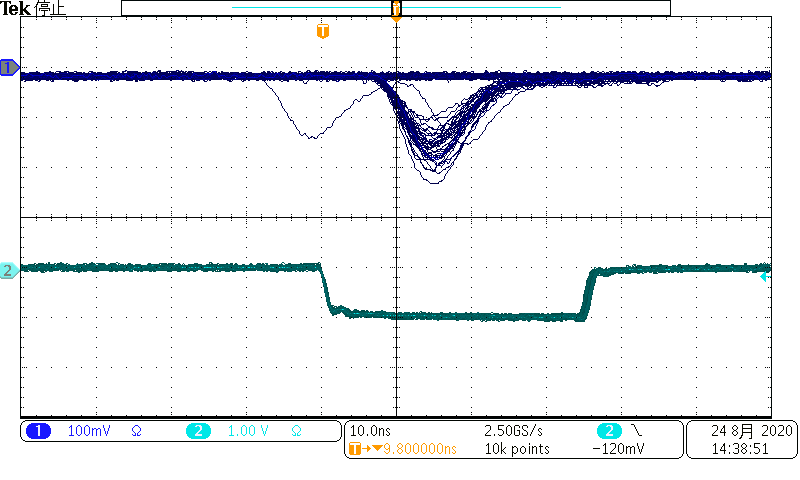 Tek 停止
T
T
1
2
1 100mV Ω 2 1.00 V Ω
10.0ns 2.50GS/s 2
T→▼9.800000ns 10k points −120mV
24 8月 2020
14:38:51